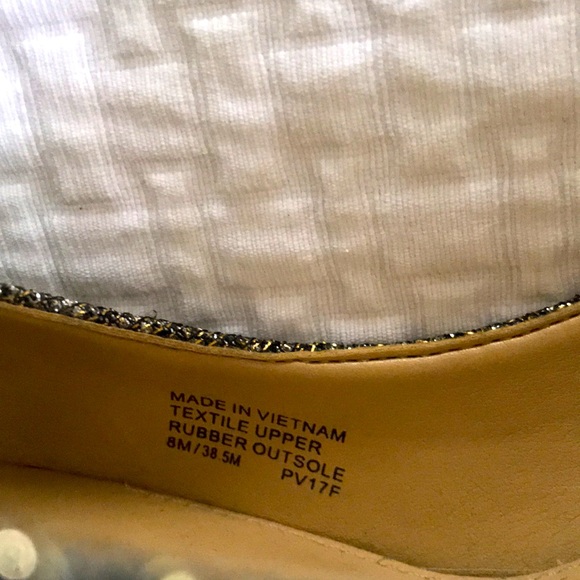 MADE IN VIETNAM
TEXTILE UPPER
RUBBER OUTSOLE
8M/38.5M PV17F